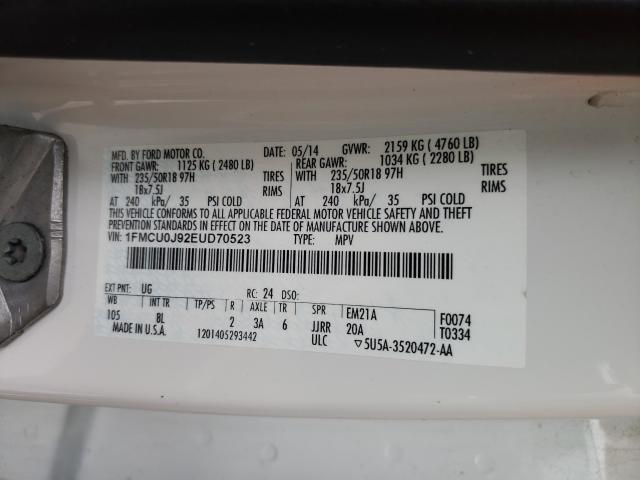 MFD. BY FORD MOTOR CO. 05/14 GVWR: 2159 KG ( 4760 LB)
FRONT GAWR: 1125 KG ( 2480 LB) REAR GAWR: 1034 KG ( 2280 LB)
WITH 235/50R18 97H TIRES WITH 235/50R18 97H TIRES
18x7.5J RIMS 18x7.5J RIMS
AT 240 kPa/ 35 PSI COLD AT 240 kPa/ 35 PSI COLD
THIS VEHICLE CONFORMS TO ALL APPLICABLE FEDERAL MOTOR VEHICLE SAFETY AND THEFT
PREVENTION STANDARDS IN EFFECT ON THE DATE OF MANUFACTURE SHOWN ABOVE.
VIN: 1FMCU0J92EUD70523 TYPE: MPV
EXT PNT: UG RC: 24 DSO:
WB INT TR TP/PS R AXLE TR SPR EM21A F0074
105 BL 2 3A 6 JJRR 20A T0334
MADE IN U.S.A. 1201405293442 ULC ▽5U5A-3520472-AA